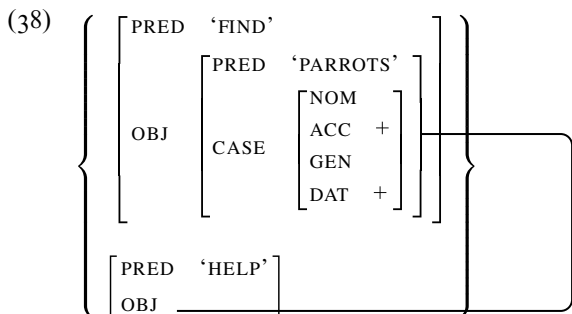 (38)
PRED ‘FIND’
PRED ‘PARROTS’
NOM
OBJ CASE ACC +
GEN
DAT +
PRED ‘HELP’
OBJ